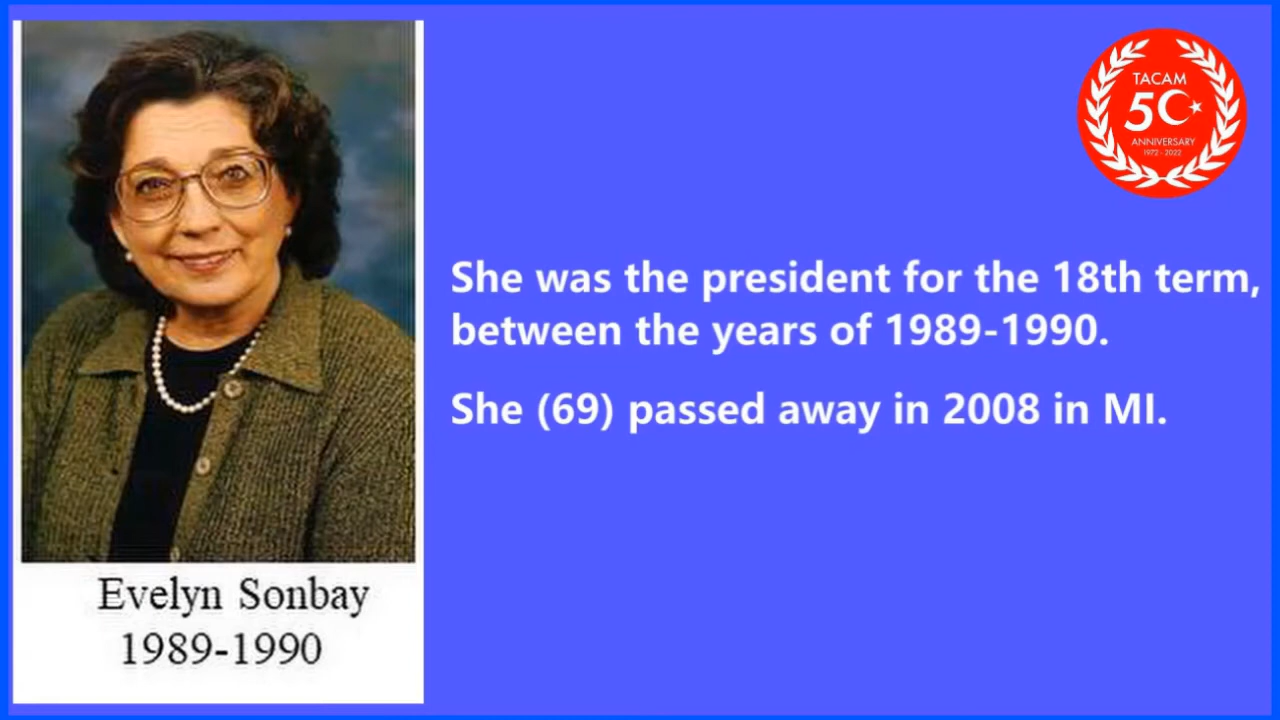 TACAM
50
ANNIVERSARY
1972 - 2022
She was the president for the 18th term,
between the years of 1989-1990.
She (69) passed away in 2008 in MI.
Evelyn Sonbay
1989-1990